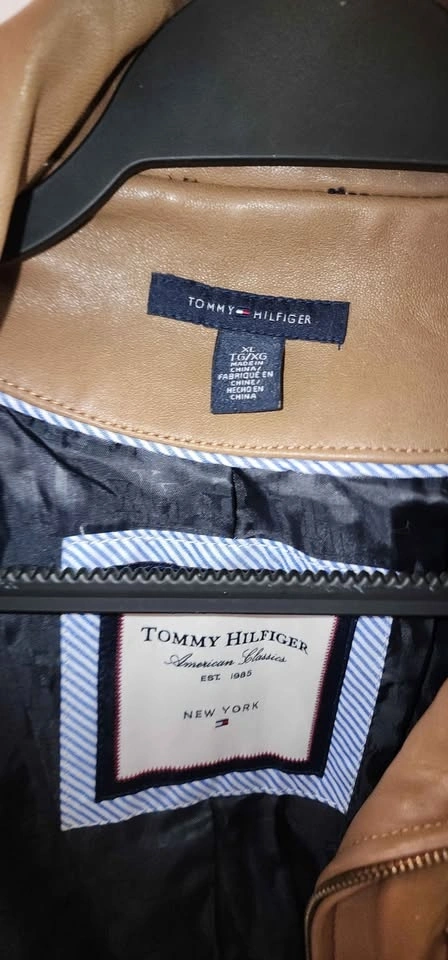 TOMMY HILFIGER
XL
TG/XG
MADE IN
CHINA/
FABRIQUÉ EN
CHINE/
HECHO EN
CHINA
TOMMY HILFIGER
American Classics
EST. 1985
NEW YORK